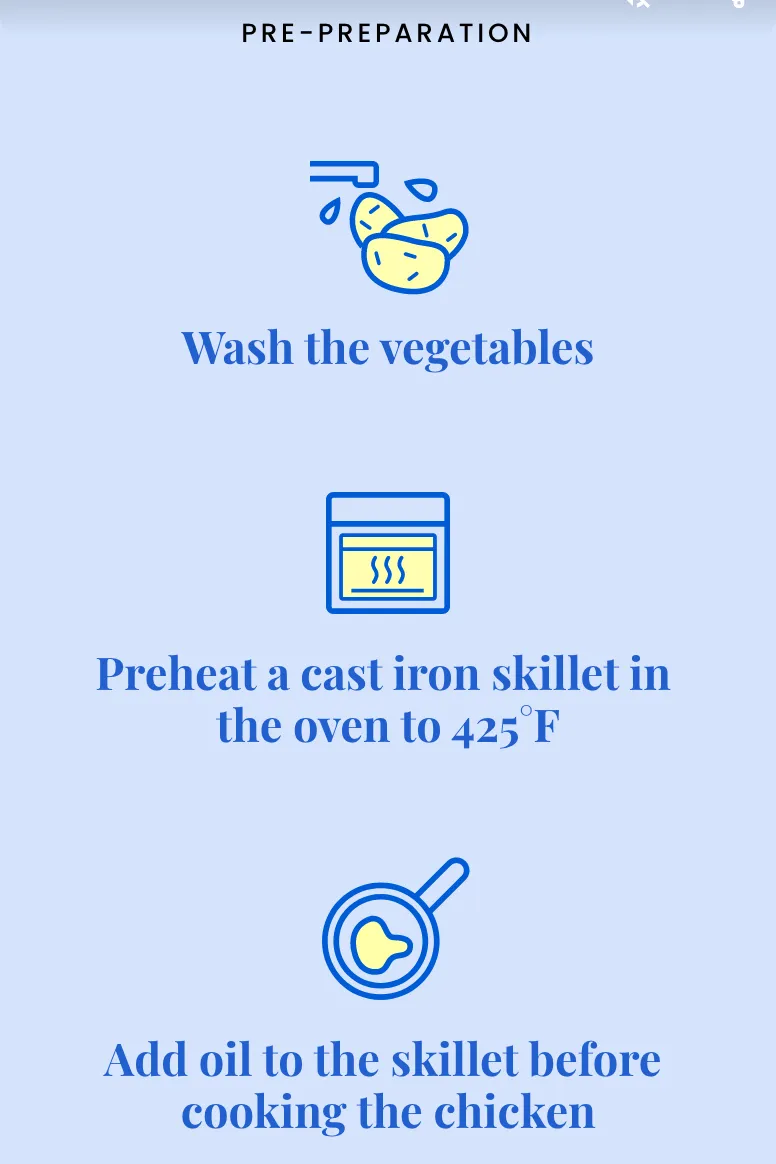 PRE-PREPARATION
Wash the vegetables
Preheat a cast iron skillet in
the oven to 425°F
Add oil to the skillet before
cooking the chicken